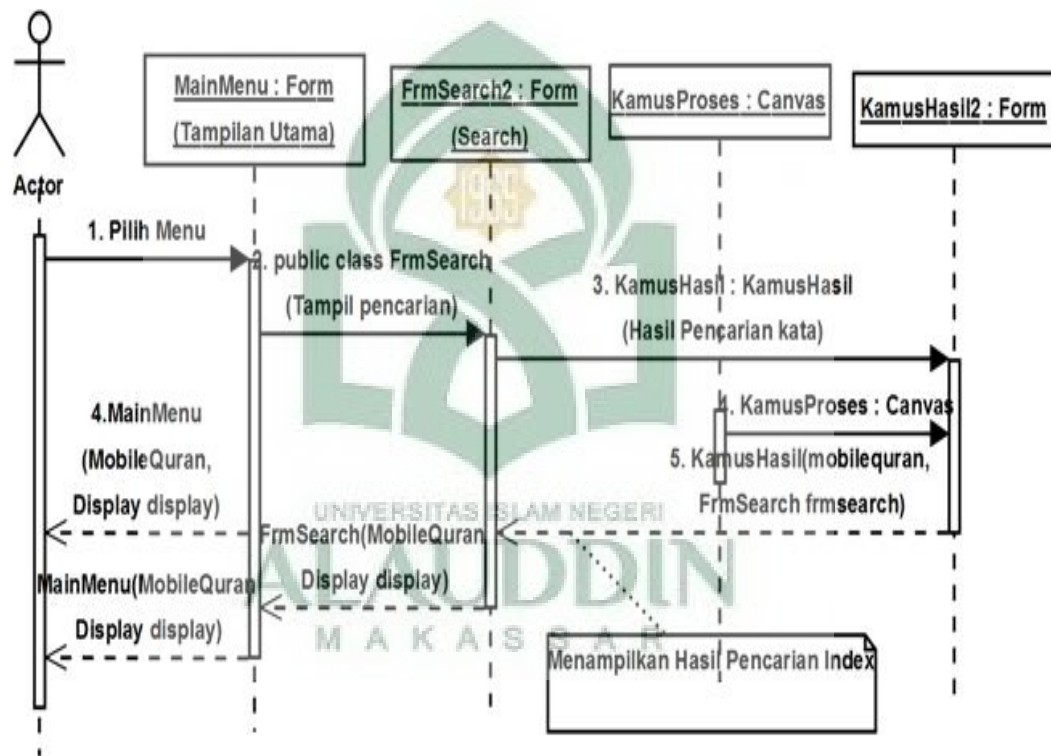 MainMenu : Form
(Tampilan Utama)
FrmSearch2 : Form
(Search)
KamusProses : Canvas
KamusHasil2 : Form
Actor
1. Pilih Menu
2. public class FrmSearch
(Tampil pencarian)
3. KamusHasil : KamusHasil
(Hasil Pencarian kata)
4. KamusProses : Canvas
4.MainMenu
(MobileQuran,
Display display)
5. KamusHasil(mobilequran,
FrmSearch frmsearch)
UNIVERSITAS ISLAM NEGERI
FrmSearch(MobileQuran
Display display)
ALAUDDIN
MainMenu(MobileQuran
Display display)
MAKASSAR
Menampilkan Hasil Pencarian Index